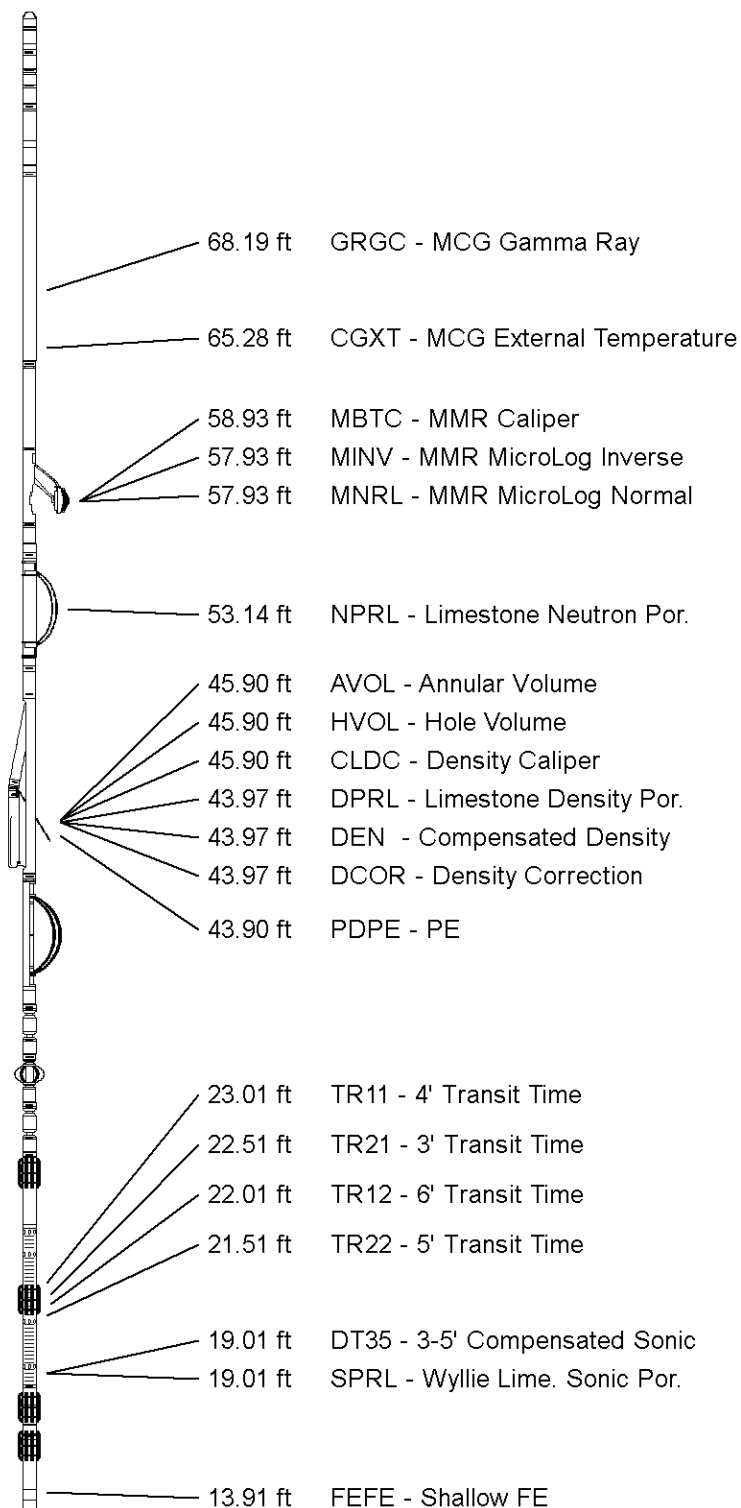 68.19 ft GRGC - MCG Gamma Ray
65.28 ft CGXT - MCG External Temperature
58.93 ft MBTC - MMR Caliper
57.93 ft MINV - MMR MicroLog Inverse
57.93 ft MNRL - MMR MicroLog Normal
53.14 ft NPRL - Limestone Neutron Por.
45.90 ft AVOL - Annular Volume
45.90 ft HVOL - Hole Volume
45.90 ft CLDC - Density Caliper
43.97 ft DPRL - Limestone Density Por.
43.97 ft DEN - Compensated Density
43.97 ft DCOR - Density Correction
43.90 ft PDPE - PE
23.01 ft TR11 - 4' Transit Time
22.51 ft TR21 - 3' Transit Time
22.01 ft TR12 - 6' Transit Time
21.51 ft TR22 - 5' Transit Time
19.01 ft DT35 - 3-5' Compensated Sonic
19.01 ft SPRL - Wyllie Lime. Sonic Por.
13.91 ft FEFE - Shallow FE